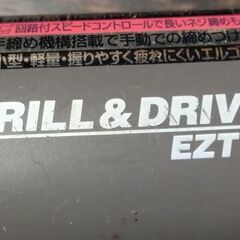 回路付スピードコントロールで長いネジ締めも
締め機構搭載で手動での締めつけ
小型・軽量・握りやすく疲れにくいエルゴ
RILL & DRIV
EZT